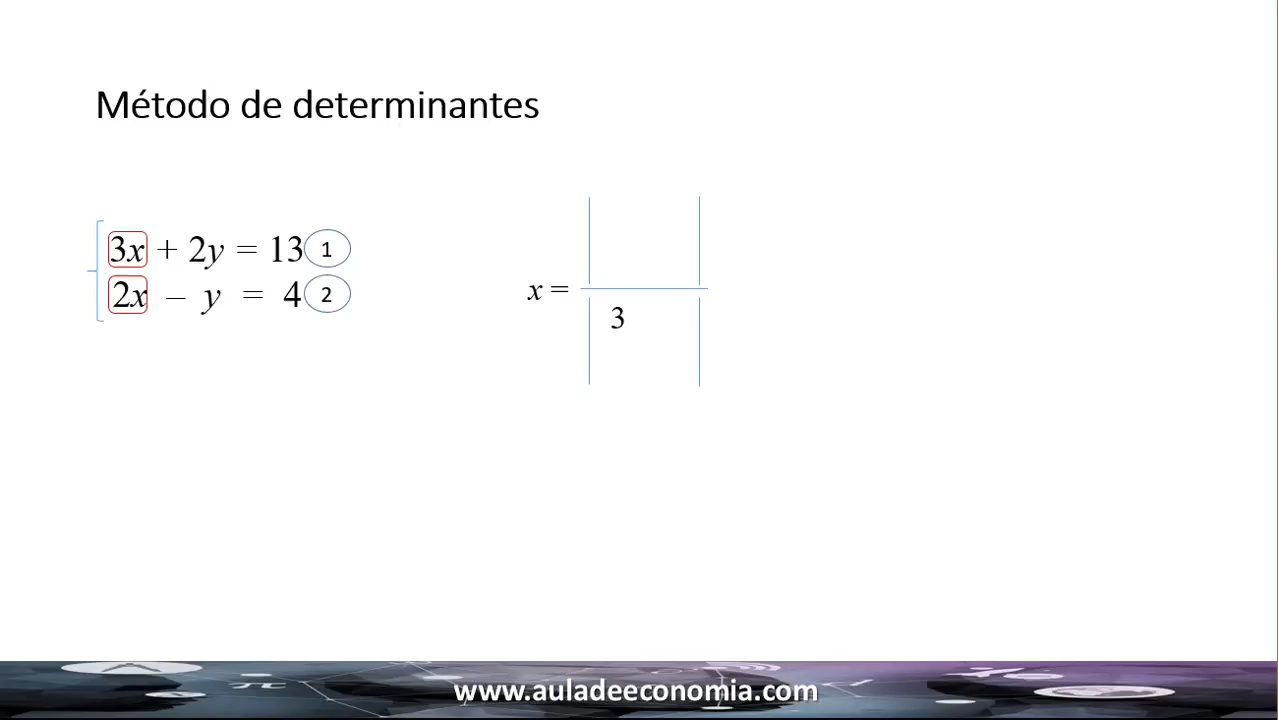 Método de determinantes
3x + 2y = 13 1
2x – y = 4 2
x =
3
www.auladeeconomia.com